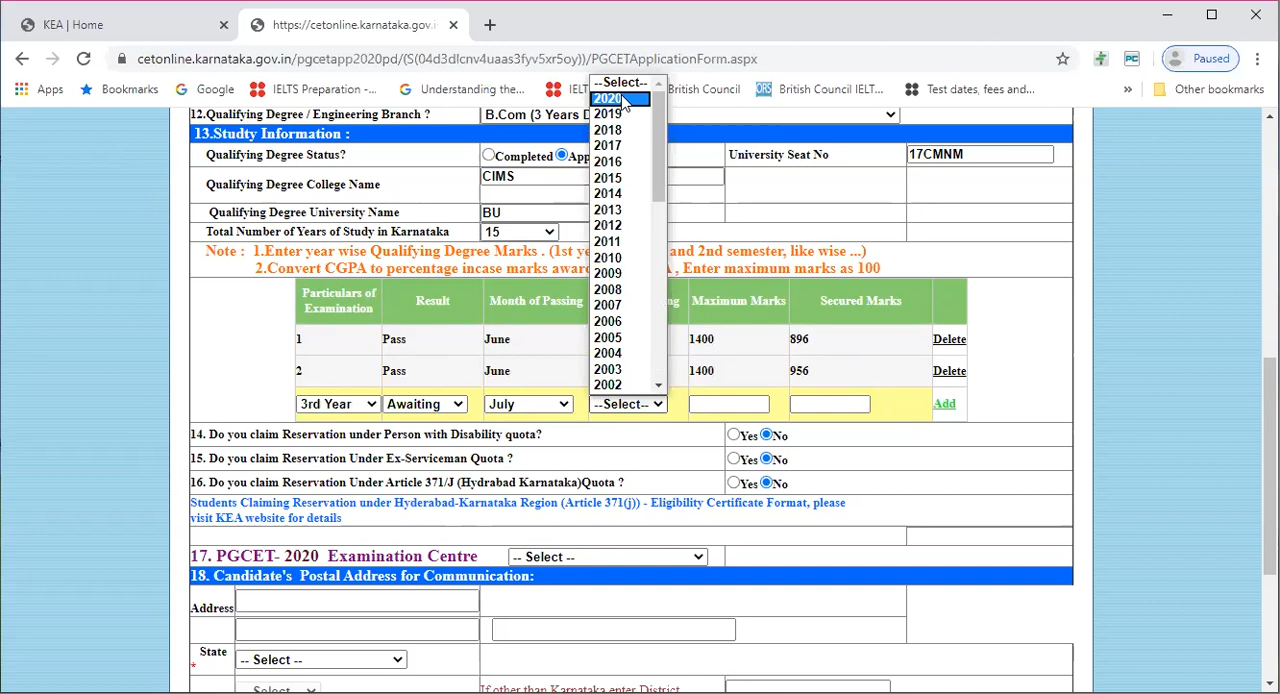 KEA | Home
https://cetonline.karnataka.gov.i
cetonline.karnataka.gov.in/pgcetapp2020pd/(S(04d3dlcnv4uaas3fyv5xr5oy))/PGCETApplicationForm.aspx
Paused
Apps
Bookmarks
Google
IELTS Preparation -...
Understanding the...
IELT
British Council
British Council IELT...
Test dates, fees and...
»
Other bookmarks
12.Qualifying Degree / Engineering Branch ?
B.Com (3 Years D
13.Studty Information :
Qualifying Degree Status?
Completed
App
University Seat No
17CMNM
Qualifying Degree College Name
CIMS
Qualifying Degree University Name
BU
Total Number of Years of Study in Karnataka
15
Note : 1.Enter year wise Qualifying Degree Marks . (1st ye and 2nd semester, like wise ...)
2.Convert CGPA to percentage incase marks awar A , Enter maximum marks as 100
Particulars of Examination
Result
Month of Passing
ng
Maximum Marks
Secured Marks
1 Pass June 1400 896 Delete
2 Pass June 1400 956 Delete
3rd Year Awaiting July --Select-- Add
--Select--
2020
2019
2018
2017
2016
2015
2014
2013
2012
2011
2010
2009
2008
2007
2006
2005
2004
2003
2002
14. Do you claim Reservation under Person with Disability quota?
Yes No
15. Do you claim Reservation Under Ex-Serviceman Quota ?
Yes No
16. Do you claim Reservation Under Article 371/J (Hydrabad Karnataka)Quota ?
Yes No
Students Claiming Reservation under Hyderabad-Karnataka Region (Article 371(j)) - Eligibility Certificate Format, please
visit KEA website for details
17. PGCET- 2020 Examination Centre
-- Select --
18. Candidate's Postal Address for Communication:
Address
State
*
-- Select --
-- Select --
If other than Karnataka enter District